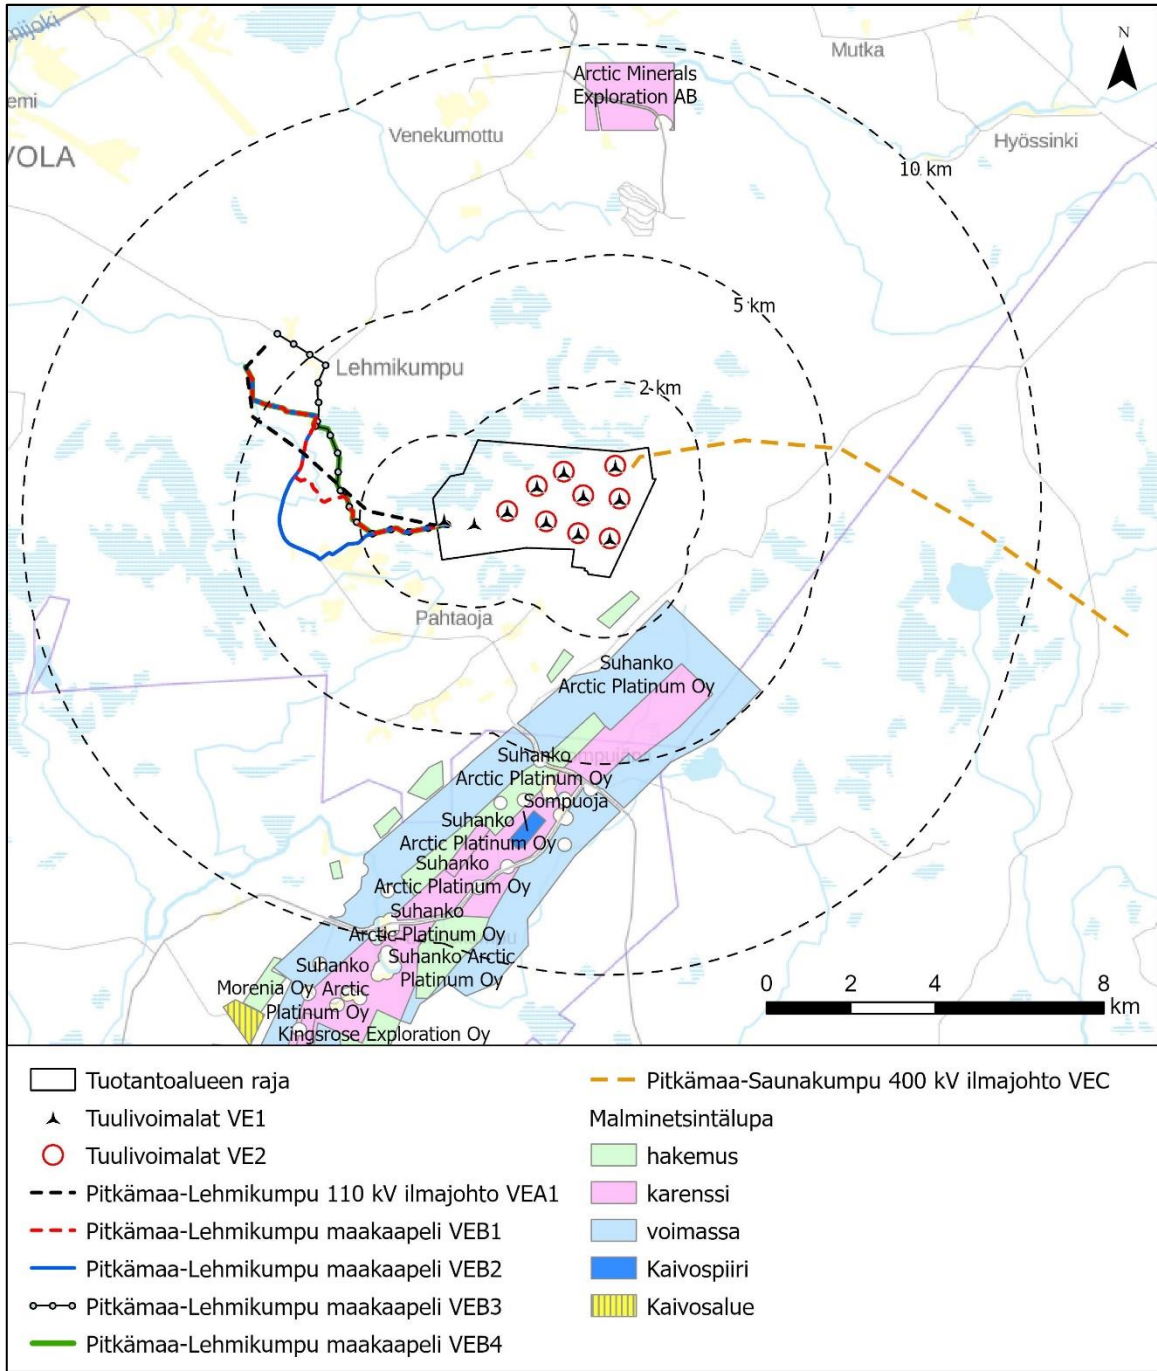 mijoki
Mutka
N
Arctic Minerals
Exploration AB
emi
Venekumottu
Hyössinki
VOLA
10 km
5 km
Lehmikumpu
2 km
Pahtaoja
Suhanko
Arctic Platinum Oy
Suhanko
Arctic Platinum Oy
Sompuoja
Suhanko
Arctic Platinum Oy
Suhanko
Arctic Platinum Oy
Suhanko
Arctic Platinum Oy
Suhanko Arctic
Platinum Oy
Suhanko
Arctic
Platinum Oy
Morenia Oy
Kingsrose Exploration Oy
0 2 4 8
km
Tuotantoalueen raja
Tuulivoimalat VE1
Tuulivoimalat VE2
Pitkämaa-Lehmikumpu 110 kV ilmajohto VEA1
Pitkämaa-Lehmikumpu maakaapeli VEB1
Pitkämaa-Lehmikumpu maakaapeli VEB2
Pitkämaa-Lehmikumpu maakaapeli VEB3
Pitkämaa-Lehmikumpu maakaapeli VEB4
Pitkämaa-Saunakumpu 400 kV ilmajohto VEC
Malminetsintälupa
hakemus
karenssi
voimassa
Kaivospiiri
Kaivosalue